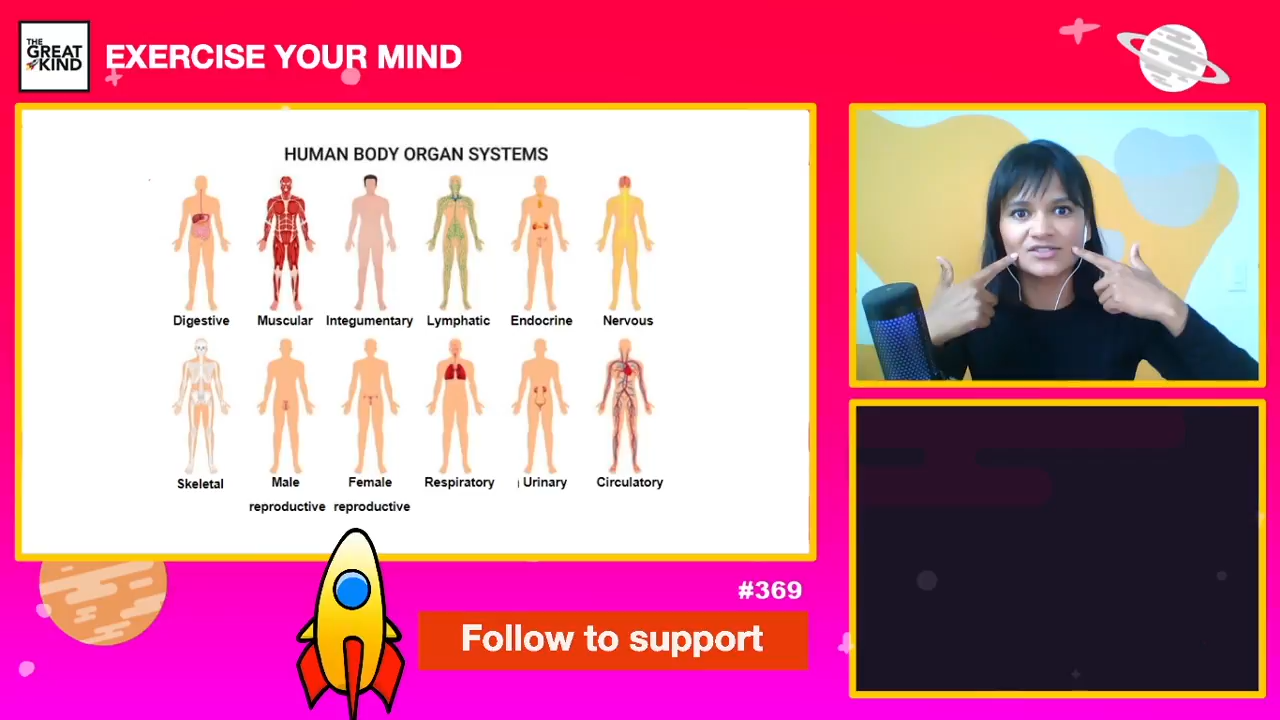 THE
GREAT
KIND
EXERCISE YOUR MIND
HUMAN BODY ORGAN SYSTEMS
Digestive Muscular Integumentary Lymphatic Endocrine Nervous
Skeletal Male Female Respiratory Urinary Circulatory
reproductive reproductive
#369
Follow to support